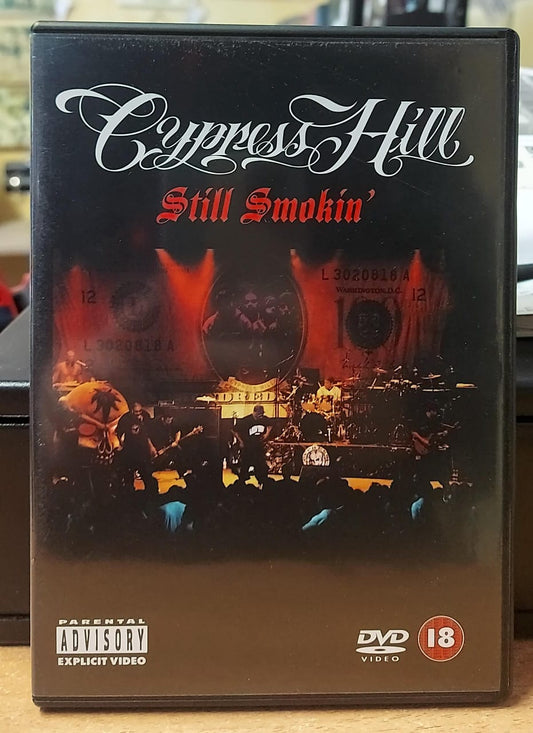 Cypress Hill
Still Smokin'
L 3020818 A
WASHINGTON, D.C.
12
12
L 3020818 A
PARENTAL
ADVISORY
EXPLICIT VIDEO
DVD
VIDEO
18